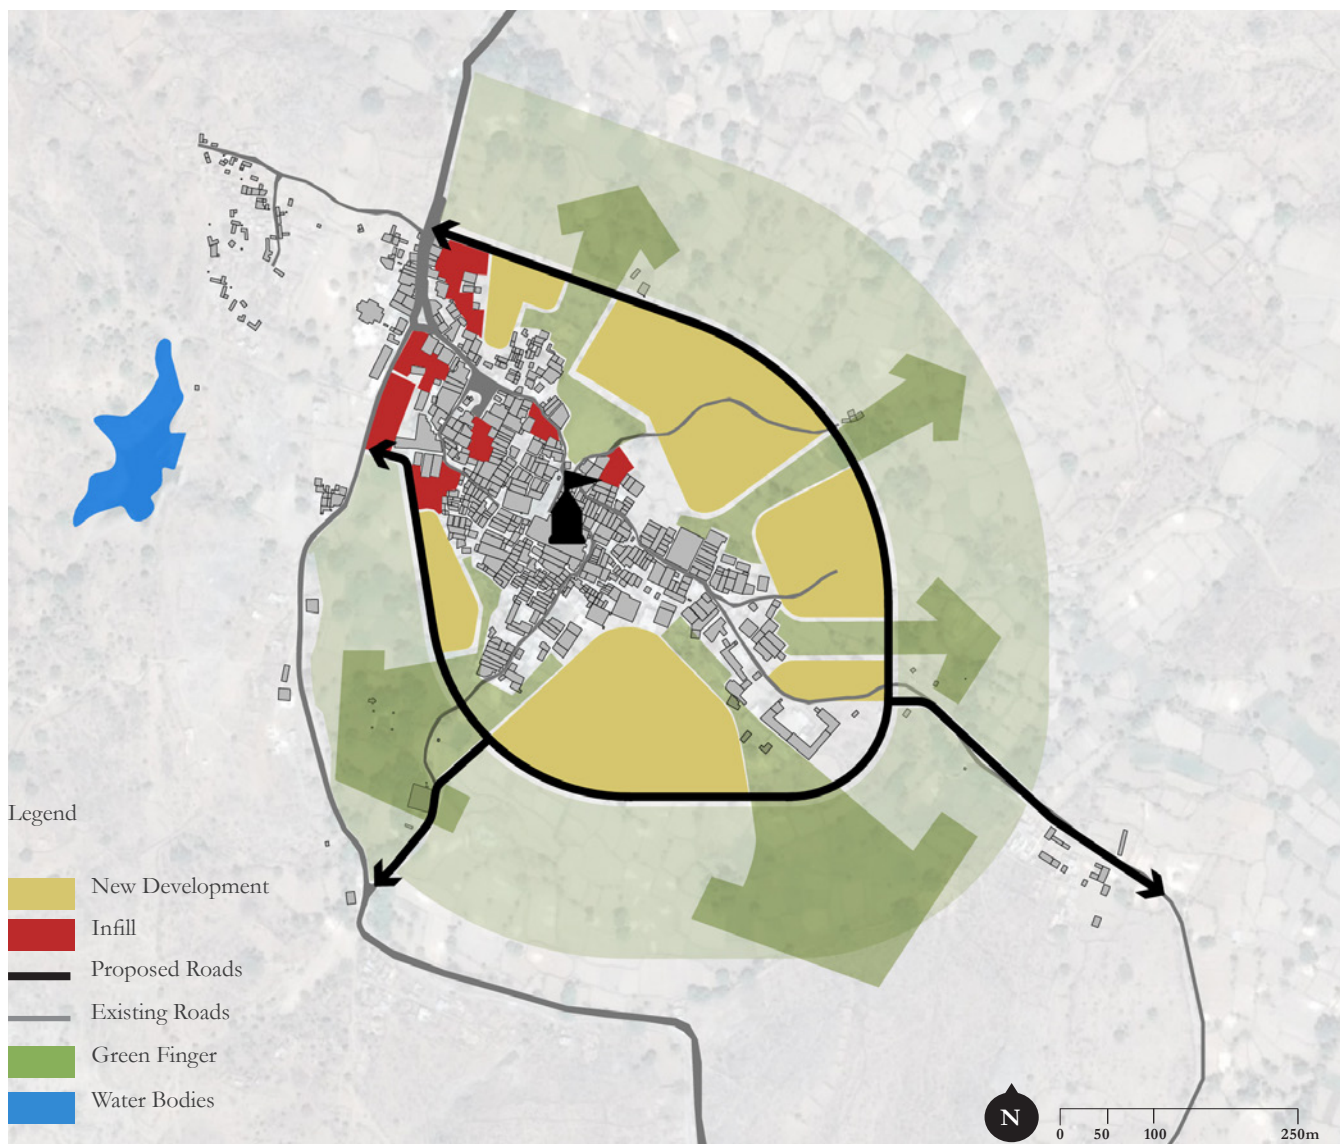 Legend
New Development
Infill
Proposed Roads
Existing Roads
Green Finger
Water Bodies
N
0 50 100 250m